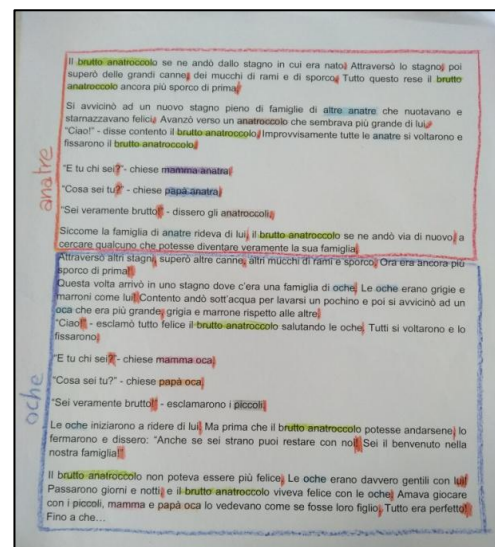 Il brutto anatroccolo se ne andò dallo stagno in cui era nato. Attraversò lo stagno, poi
superò delle grandi canne, dei mucchi di rami e di sporco. Tutto questo rese il brutto
anatroccolo ancora più sporco di prima.
Si avvicinò ad un nuovo stagno pieno di famiglie di altre anatre che nuotavano e
starnazzavano felici. Avanzò verso un anatroccolo che sembrava più grande di lui.
"Ciao!" - disse contento il brutto anatroccolo. Improvvisamente tutte le anatre si voltarono e
fissarono il brutto anatroccolo.
"E tu chi sei?" - chiese mamma anatra.
"Cosa sei tu?" - chiese papà anatra.
"Sei veramente brutto!" - dissero gli anatroccoli.
Siccome la famiglia di anatre rideva di lui, il brutto anatroccolo se ne andò via di nuovo, a
cercare qualcuno che potesse diventare veramente la sua famiglia.
anatre
Attraversò altri stagni, superò altre canne, altri mucchi di rami e sporco. Ora era ancora più
sporco di prima!
Questa volta arrivò in uno stagno dove c'era una famiglia di oche. Le oche erano grigie e
marroni come lui! Contento andò sott'acqua per lavarsi un pochino e poi si avvicinò ad un
oca che era più grande, grigia e marrone rispetto alle altre.
"Ciao!" - esclamò tutto felice il brutto anatroccolo salutando le oche. Tutti si voltarono e lo
fissarono.
"E tu chi sei?"- chiese mamma oca.
"Cosa sei tu?" - chiese papà oca.
"Sei veramente brutto!" - esclamarono i piccoli.
Le oche iniziarono a ridere di lui. Ma prima che il brutto anatroccolo potesse andarsene, lo
fermarono e dissero: "Anche se sei strano puoi restare con noi! Sei il benvenuto nella
nostra famiglia!"
Il brutto anatroccolo non poteva essere più felice. Le oche erano davvero gentili con lui!
Passarono giorni e notti, e il brutto anatroccolo viveva felice con le oche. Amava giocare
con i piccoli, mamma e papà oca lo vedevano come se fosse loro figlio. Tutto era perfetto!
Fino a che…
oche